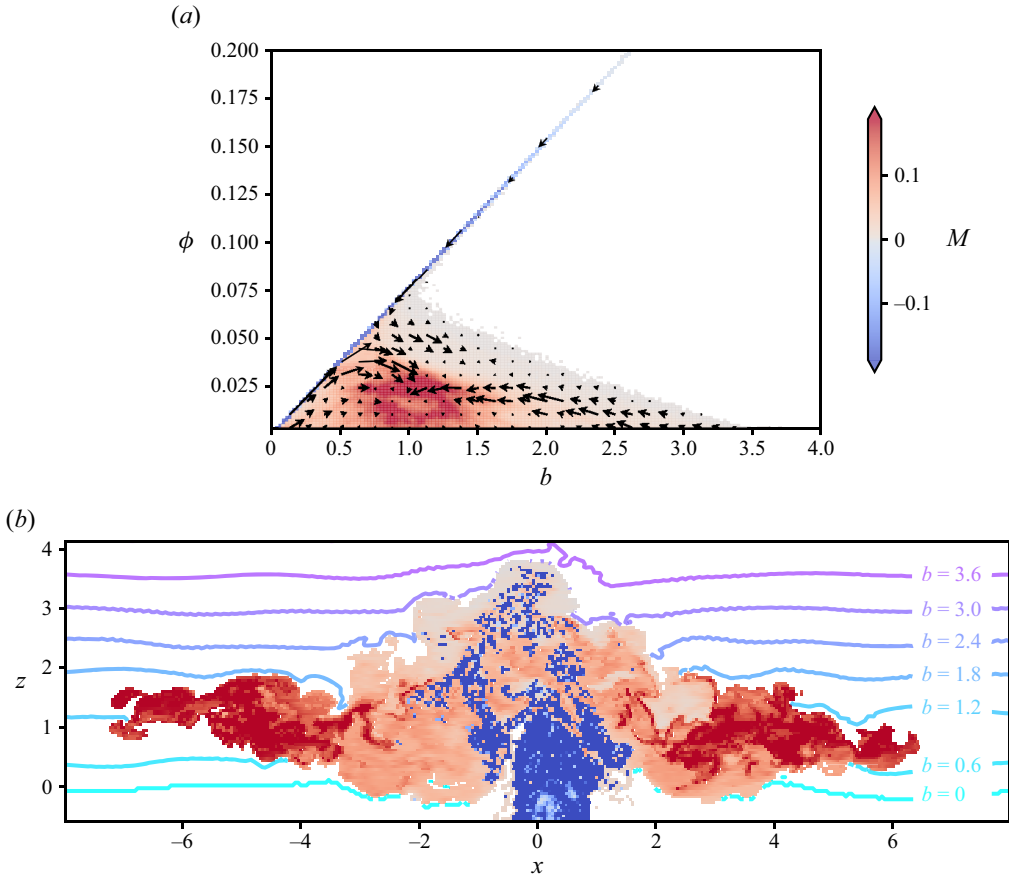 (a)
0.200
0.175
0.150
0.125
ϕ
0.100
0.075
0.050
0.025
0
0.5
1.0
1.5
2.0
2.5
3.0
3.5
4.0
b
0.1
0
M
–0.1
(b)
4
3
2
z
1
0
b = 3.6
b = 3.0
b = 2.4
b = 1.8
b = 1.2
b = 0.6
b = 0
–6
–4
–2
0
2
4
6
x